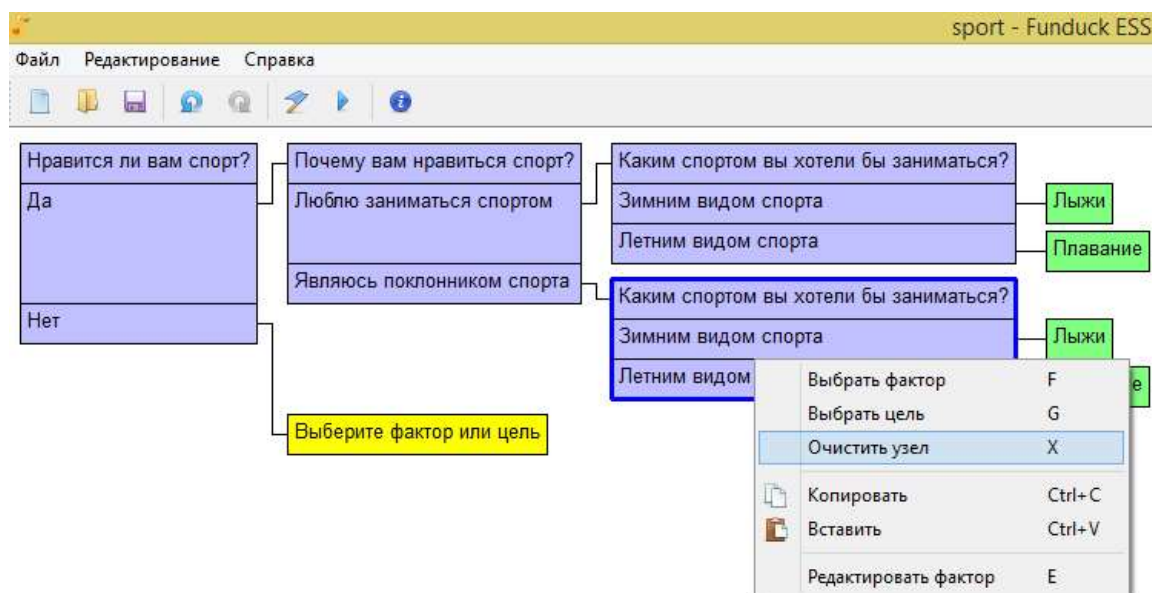 sport - Funduck ESS
Файл Редактирование Справка
Нравится ли вам спорт?
Да
Нет
Почему вам нравиться спорт?
Люблю заниматься спортом
Являюсь поклонником спорта
Выберите фактор или цель
Каким спортом вы хотели бы заниматься?
Зимним видом спорта
Летним видом спорта
Лыжи
Плавание
Каким спортом вы хотели бы заниматься?
Зимним видом спорта
Летним видом
Лыжи
е
Выбрать фактор F
Выбрать цель G
Очистить узел X
Копировать Ctrl+C
Вставить Ctrl+V
Редактировать фактор E